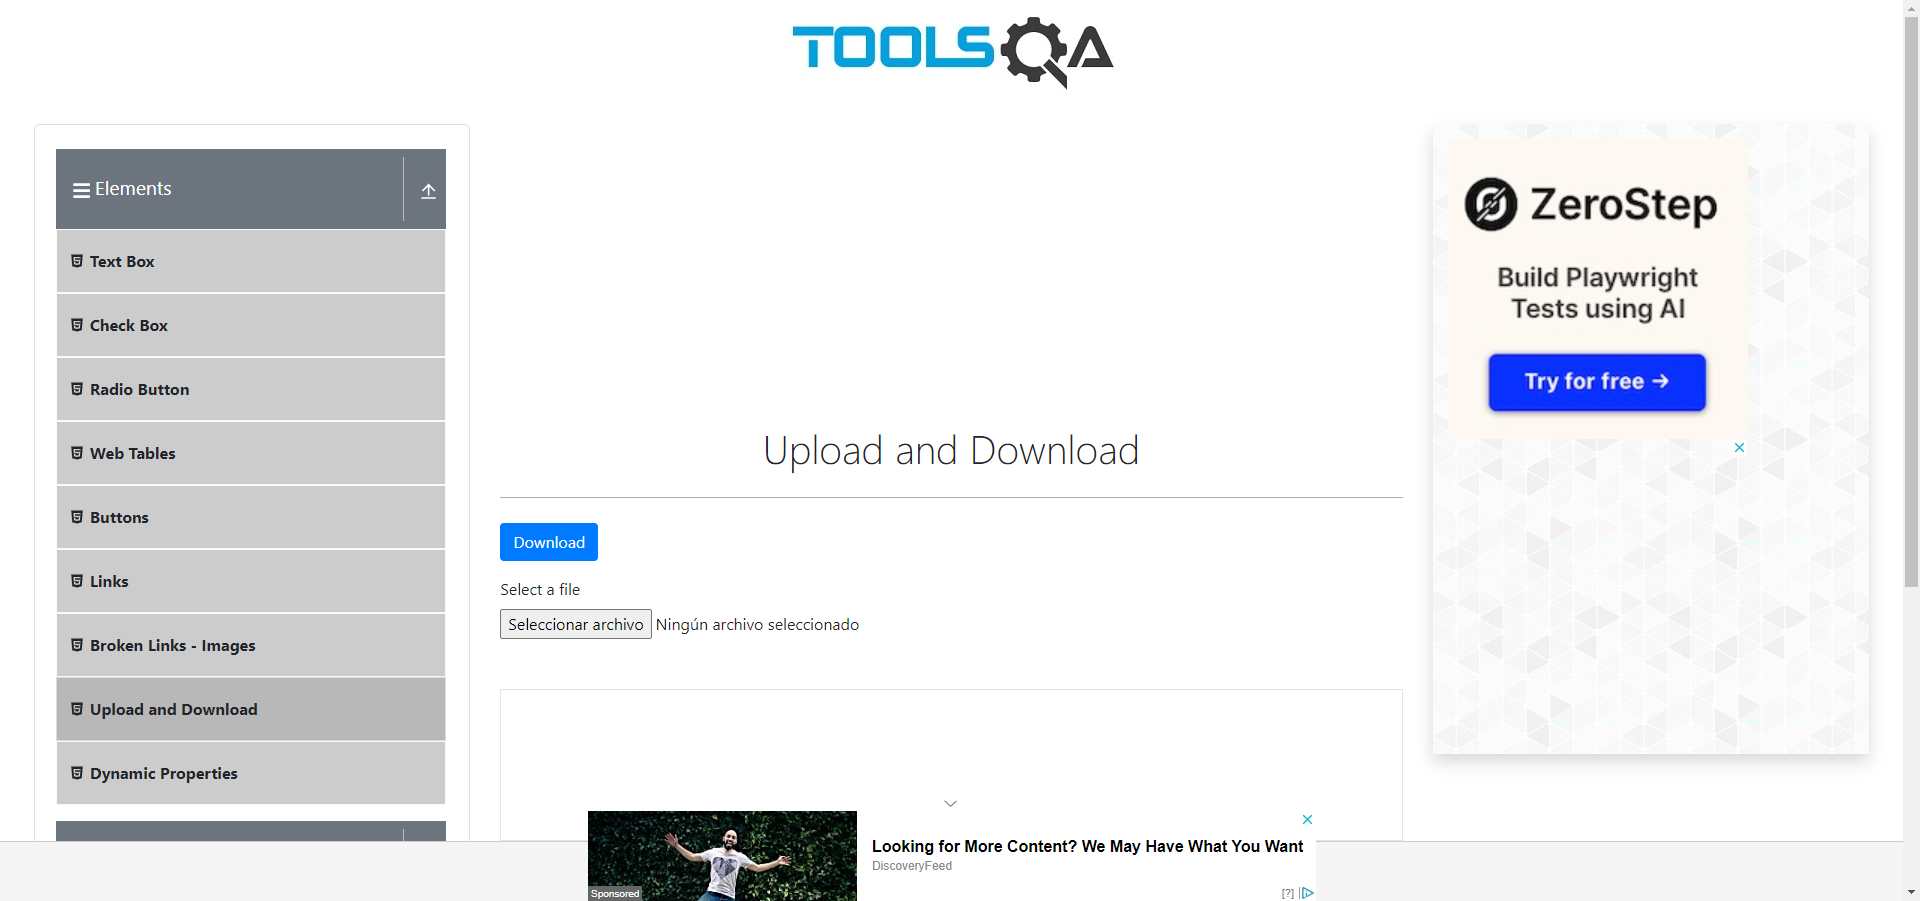 TOOLSQA
Elements
Text Box
Check Box
Radio Button
Web Tables
Buttons
Links
Broken Links - Images
Upload and Download
Dynamic Properties
Upload and Download
Download
Select a file
Seleccionar archivo Ningún archivo seleccionado
ZeroStep
Build Playwright
Tests using AI
Try for free →
Looking for More Content? We May Have What You Want
DiscoveryFeed
Sponsored
[?]